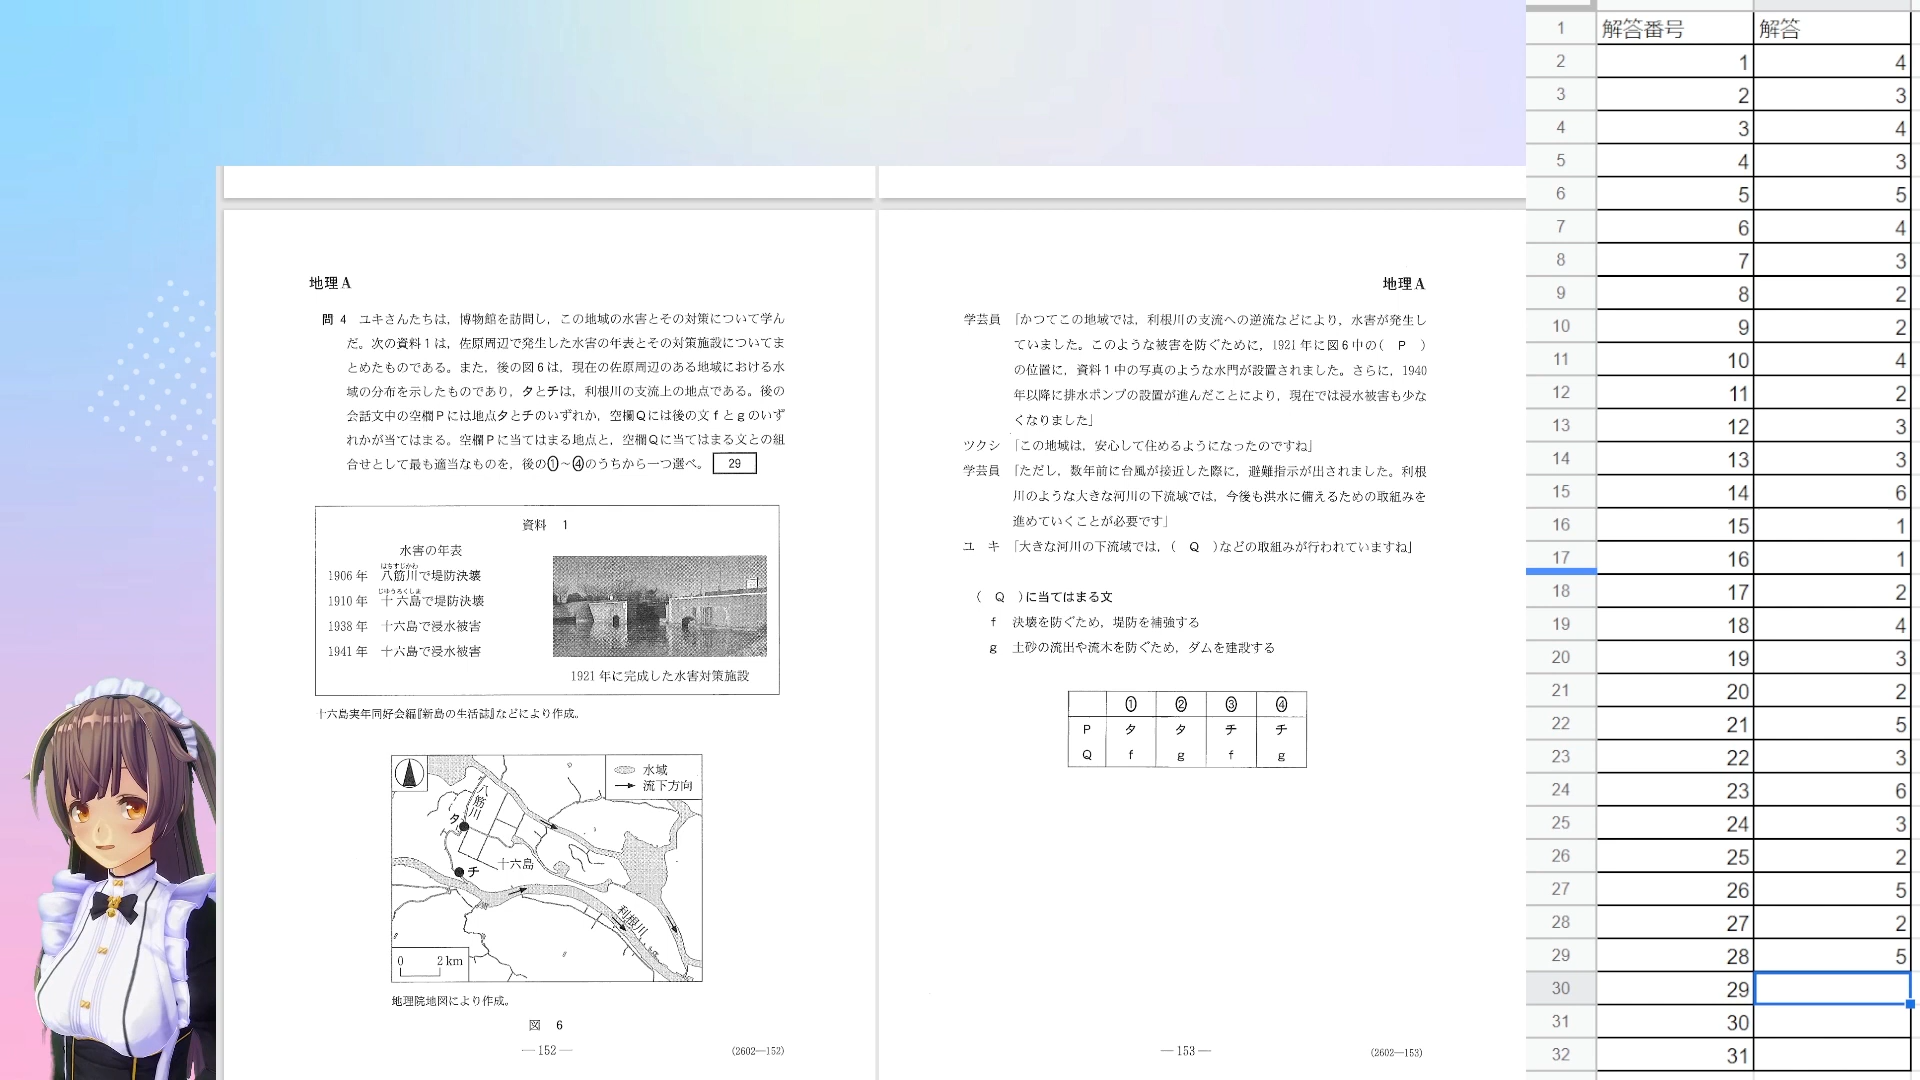 地理A
問 4 ユキさんたちは，博物館を訪問し，この地域の水害とその対策について学ん
だ。次の資料1は，佐原周辺で発生した水害の年表とその対策施設についてま
とめたものである。また，後の図6は，現在の佐原周辺のある地域における水
域の分布を示したものであり，タとチは，利根川の支流上の地点である。後の
会話文中の空欄Pには地点タとチのいずれか，空欄Qには後の文fとgのいず
れかが当てはまる。空欄Pに当てはまる地点と，空欄Qに当てはまる文との組
合せとして最も適当なものを，後の①～④のうちから一つ選べ。 29
資料 1
水害の年表
はちすじかわ
1906年 八筋川で堤防決壊
じゅうろくしま
1910年 十六島で堤防決壊
1938年 十六島で浸水被害
1941年 十六島で浸水被害
1921年に完成した水害対策施設
十六島実年同好会編『新島の生活誌』などにより作成。
水域
流下方向
八筋川
タ
十六島
チ
利根川
0 2 km
地理院地図により作成。
図 6
— 152 —
(2602—152)
地理A
学芸員 「かつてこの地域では，利根川の支流への逆流などにより，水害が発生し
ていました。このような被害を防ぐために，1921年に図6中の( P )
の位置に，資料1中の写真のような水門が設置されました。さらに，1940
年以降に排水ポンプの設置が進んだことにより，現在では浸水被害も少な
くなりました」
ツクシ 「この地域は，安心して住めるようになったのですね」
学芸員 「ただし，数年前に台風が接近した際に，避難指示が出されました。利根
川のような大きな河川の下流域では，今後も洪水に備えるための取組みを
進めていくことが必要です」
ユ キ 「大きな河川の下流域では，( Q )などの取組みが行われていますね」
( Q )に当てはまる文
f 決壊を防ぐため，堤防を補強する
g 土砂の流出や流木を防ぐため，ダムを建設する
① ② ③ ④
P タ タ チ チ
Q f g f g
— 153 —
(2602—153)
1 解答番号 解答
2 1 4
3 2 3
4 3 4
5 4 3
6 5 5
7 6 4
8 7 3
9 8 2
10 9 2
11 10 4
12 11 2
13 12 3
14 13 3
15 14 6
16 15 1
17 16 1
18 17 2
19 18 4
20 19 3
21 20 2
22 21 5
23 22 3
24 23 6
25 24 3
26 25 2
27 26 5
28 27 2
29 28 5
30 29
31 30
32 31